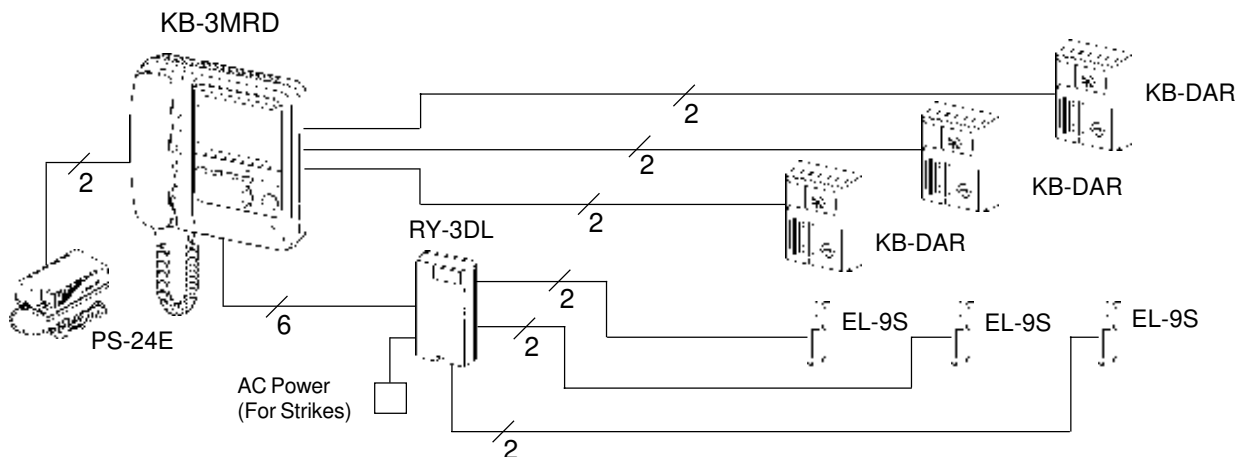 KB-3MRD
2
KB-DAR
2
KB-DAR
2
2
KB-DAR
RY-3DL
2
6
2
PS-24E
EL-9S
EL-9S
EL-9S
AC Power
(For Strikes)
2